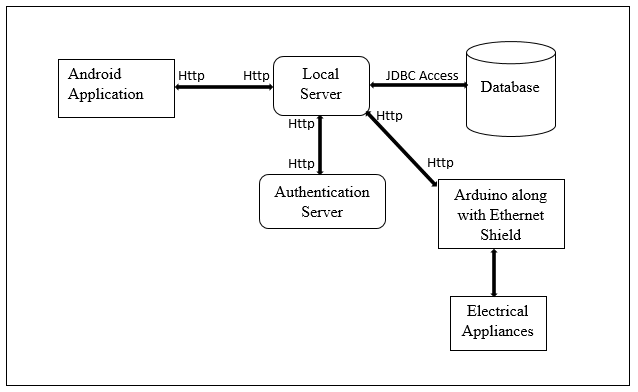 Android
Application
Http
Http
Local
Server
JDBC Access
Database
Http
Http
Http
Http
Authentication
Server
Arduino along
with Ethernet
Shield
Electrical
Appliances